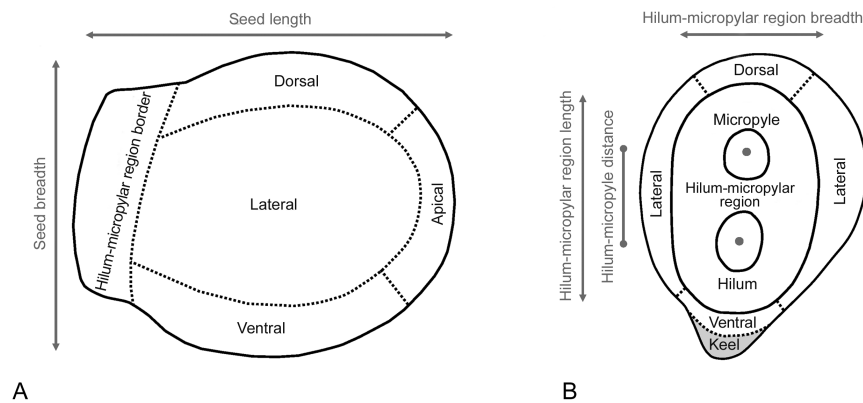 Seed length
Seed breadth
Hilum-micropylar region border
Dorsal
Lateral
Apical
Ventral
A
Hilum-micropylar region breadth
Hilum-micropylar region length
Hilum-micropyle distance
Dorsal
Lateral
Micropyle
Hilum-micropylar
region
Hilum
Lateral
Ventral
Keel
B